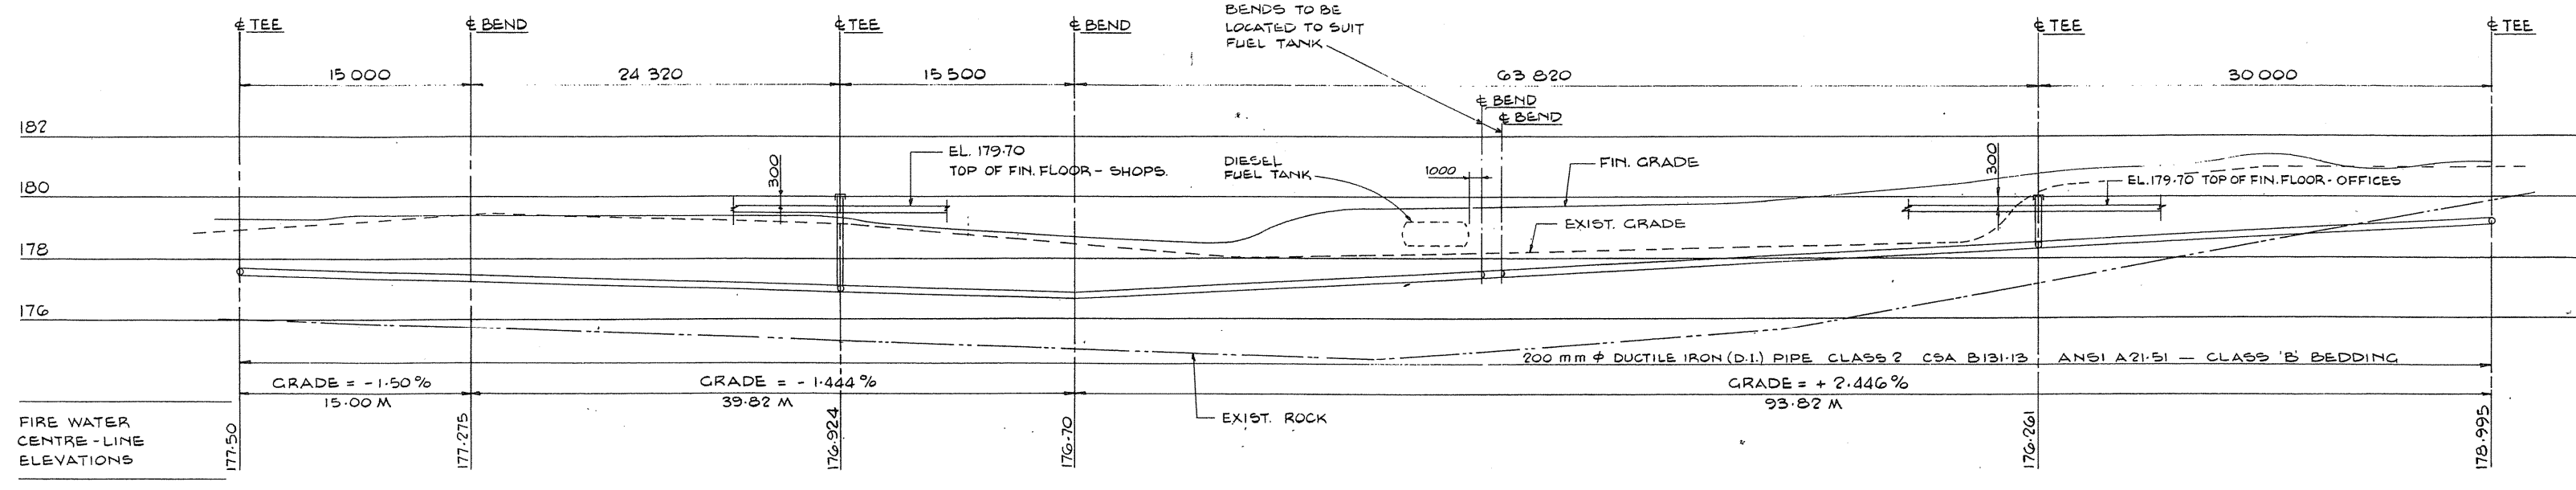 BENDS TO BE
LOCATED TO SUIT
FUEL TANK
℄ TEE
℄ BEND
℄ TEE
℄ BEND
℄ TEE
℄ TEE
15 000
24 320
15 500
63 820
30 000
℄ BEND
℄ BEND
182
EL. 179.70
TOP OF FIN. FLOOR - SHOPS.
300
DIESEL
FUEL TANK
1000
FIN. GRADE
300
180
EL. 179.70 TOP OF FIN. FLOOR - OFFICES
EXIST. GRADE
178
176
200 mm ϕ DUCTILE IRON (D.I.) PIPE CLASS 2 CSA B131.13 ANSI A21.51 — CLASS 'B' BEDDING
GRADE = -1.50%
15.00 M
GRADE = - 1.444%
39.82 M
GRADE = + 2.446%
93.82 M
EXIST. ROCK
FIRE WATER
CENTRE-LINE
ELEVATIONS
177.50
177.275
176.924
176.70
176.261
178.995